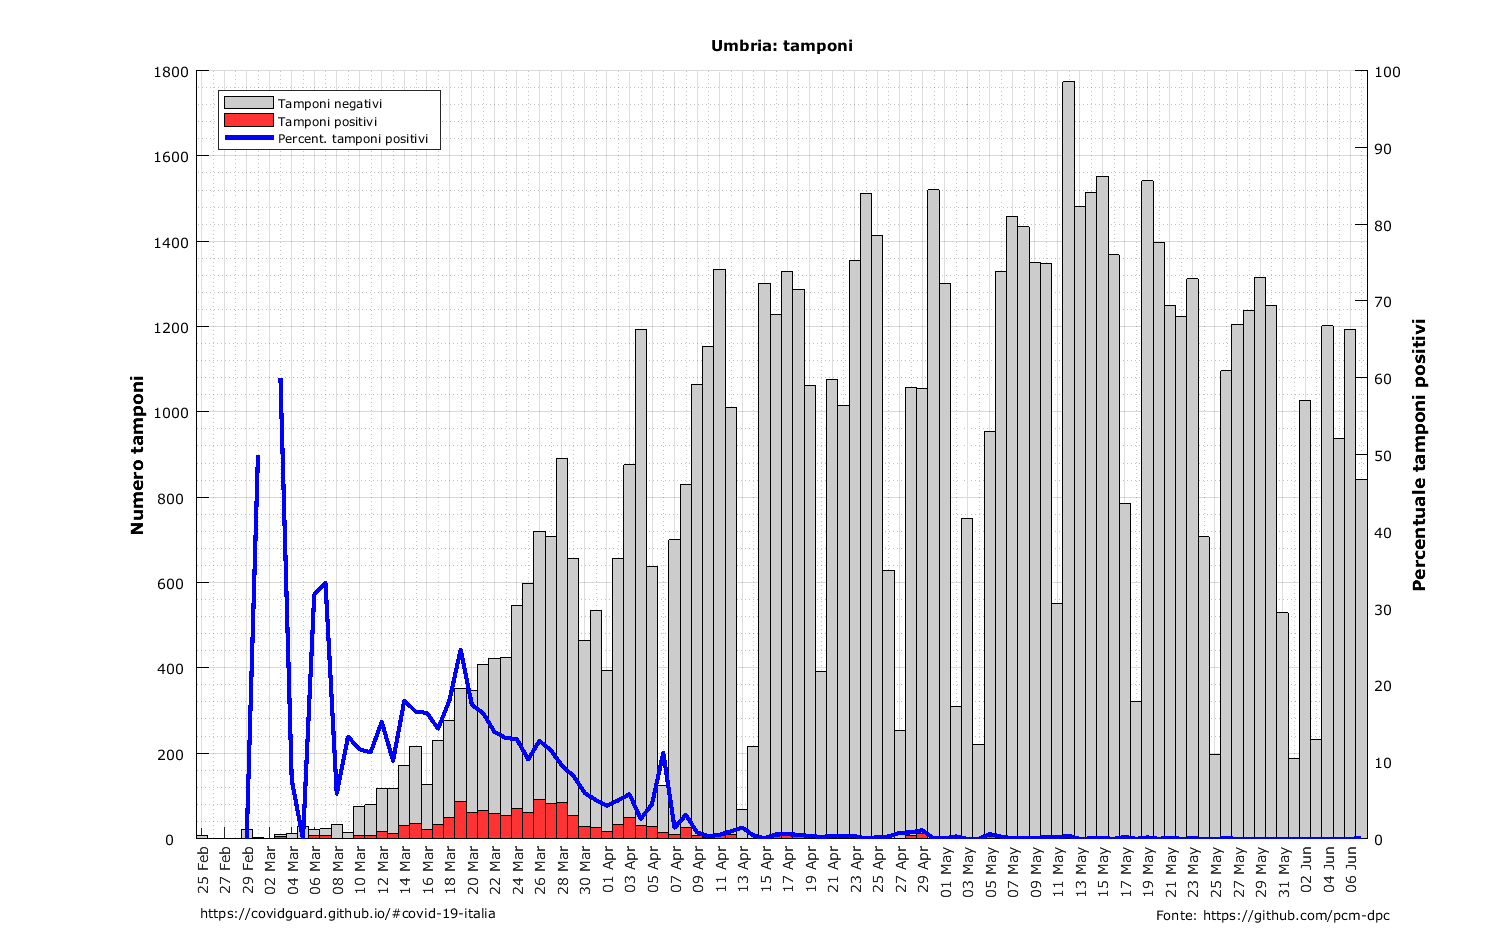 Umbria: tamponi
Tamponi negativi
Tamponi positivi
Percent. tamponi positivi
Numero tamponi
0
200
400
600
800
1000
1200
1400
1600
1800
Percentuale tamponi positivi
0
10
20
30
40
50
60
70
80
90
100
25 Feb
27 Feb
29 Feb
02 Mar
04 Mar
06 Mar
08 Mar
10 Mar
12 Mar
14 Mar
16 Mar
18 Mar
20 Mar
22 Mar
24 Mar
26 Mar
28 Mar
30 Mar
01 Apr
03 Apr
05 Apr
07 Apr
09 Apr
11 Apr
13 Apr
15 Apr
17 Apr
19 Apr
21 Apr
23 Apr
25 Apr
27 Apr
29 Apr
01 May
03 May
05 May
07 May
09 May
11 May
13 May
15 May
17 May
19 May
21 May
23 May
25 May
27 May
29 May
31 May
02 Jun
04 Jun
06 Jun
https://covidguard.github.io/#covid-19-italia
Fonte: https://github.com/pcm-dpc